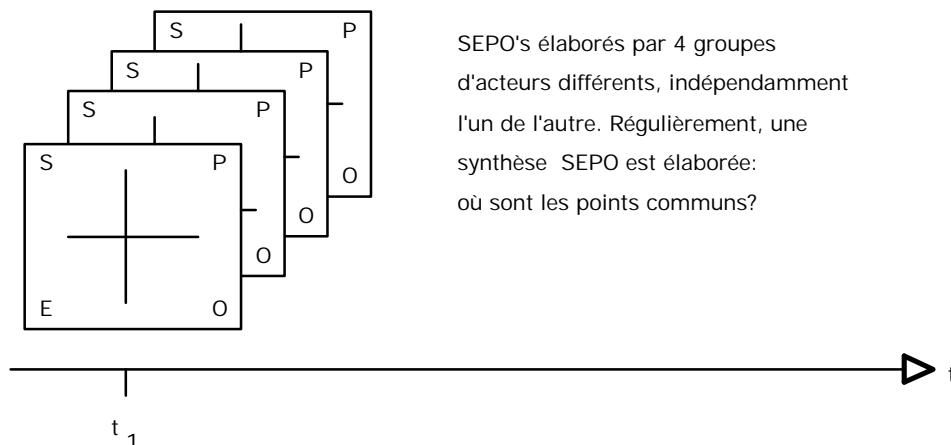 S P
S P
S P
S P
O
O
O
E O
SEPO's élaborés par 4 groupes
d'acteurs différents, indépendamment
l'un de l'autre. Régulièrement, une
synthèse SEPO est élaborée:
où sont les points communs?
t
t 1